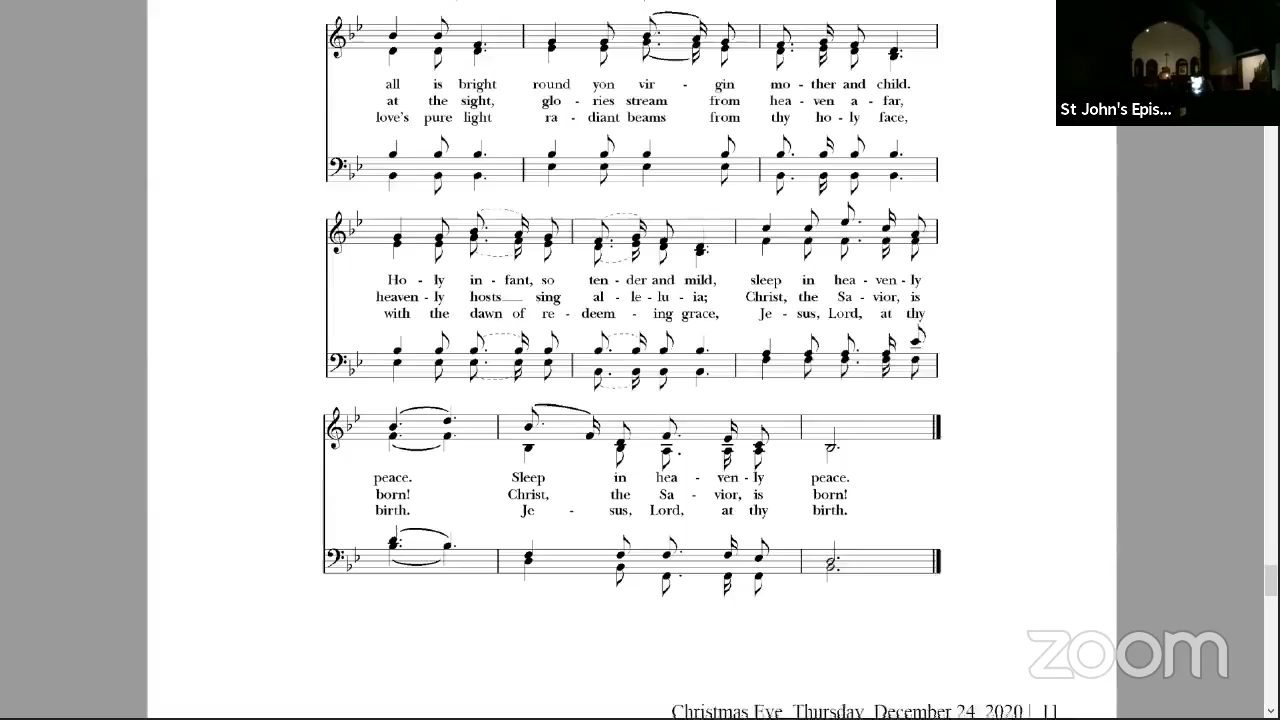 all is bright round yon vir - gin mo - ther and child.
at the sight, glo - ries stream from hea - ven a - far,
love's pure light ra - diant beams from thy ho - ly face,
Ho - ly in - fant, so ten - der and mild, sleep in hea - ven - ly
heaven - ly hosts___ sing al - le - lu - ia; Christ, the Sa - vior, is
with the dawn of re - deem - ing grace, Je - sus, Lord, at thy
peace. Sleep in hea - ven - ly peace.
born! Christ, the Sa - vior, is born!
birth. Je - sus, Lord, at thy birth.
St John's Epis...
zoom
Christmas Eve Thursday December 24 2020 | 11